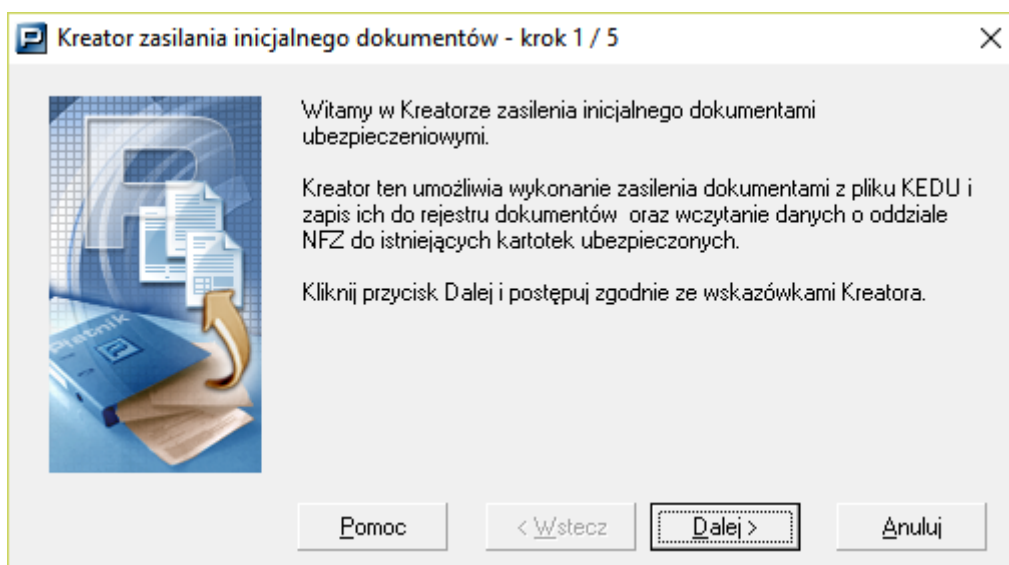 Kreator zasilania inicjalnego dokumentów - krok 1 / 5
Witamy w Kreatorze zasilenia inicjalnego dokumentami
ubezpieczeniowymi.
Kreator ten umożliwia wykonanie zasilenia dokumentami z pliku KEDU i
zapis ich do rejestru dokumentów oraz wczytanie danych o oddziale
NFZ do istniejących kartotek ubezpieczonych.
Kliknij przycisk Dalej i postępuj zgodnie ze wskazówkami Kreatora.
Płatnik
Pomoc
< Wstecz
Dalej >
Anuluj